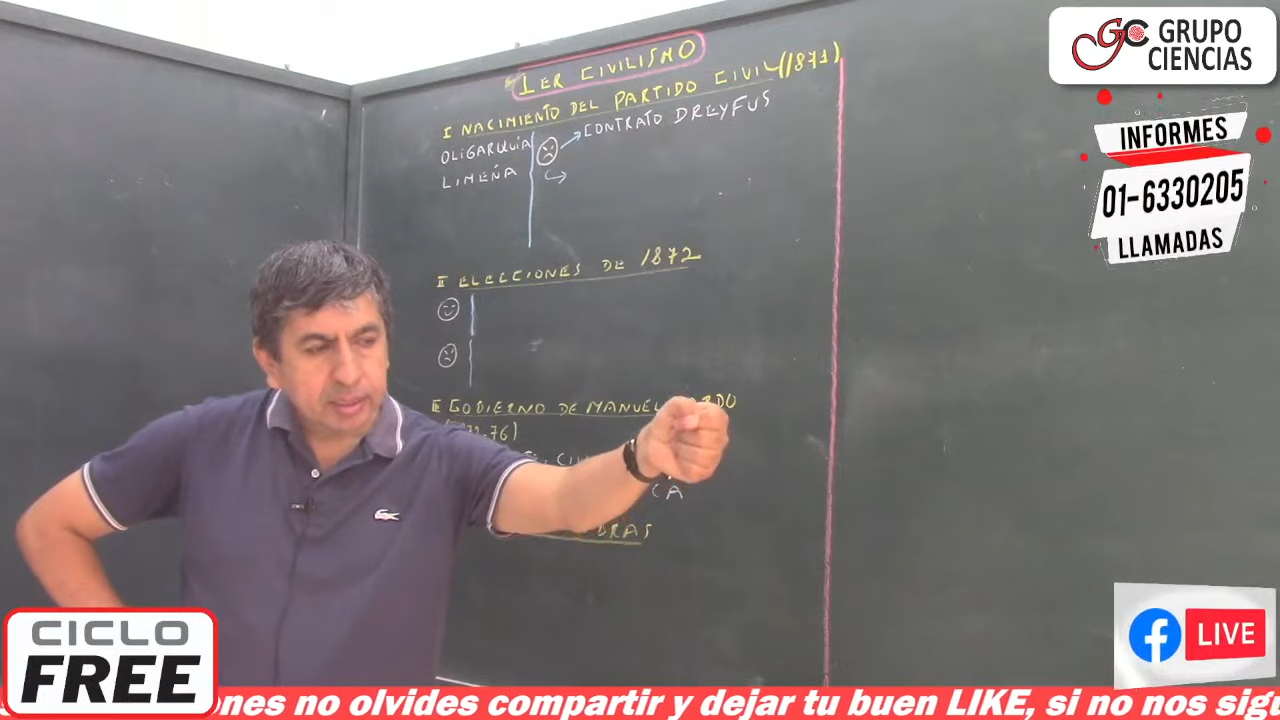 1ER CIVILISMO
I NACIMIENTO DEL PARTIDO CIVIL (1871)
OLIGARQUÍA
LIMEÑA
CONTRATO DREYFUS
II ELECCIONES DE 1872
III GOBIERNO DE MANUEL
-76)
CA
GRUPO
CIENCIAS
INFORMES
01-6330205
LLAMADAS
CICLO
FREE
LIVE
nes no olvides compartir y dejar tu buen LIKE, si no nos sig